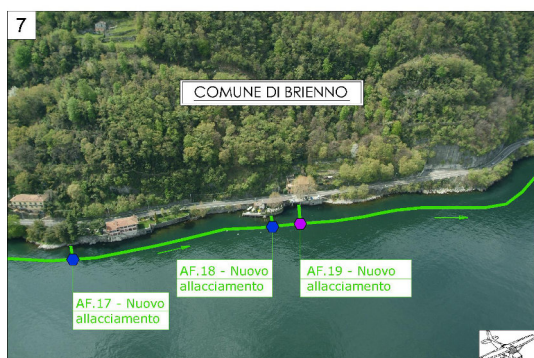 7
COMUNE DI BRIENNO
AF.18 - Nuovo
allacciamento
AF.19 - Nuovo
allacciamento
AF.17 - Nuovo
allacciamento